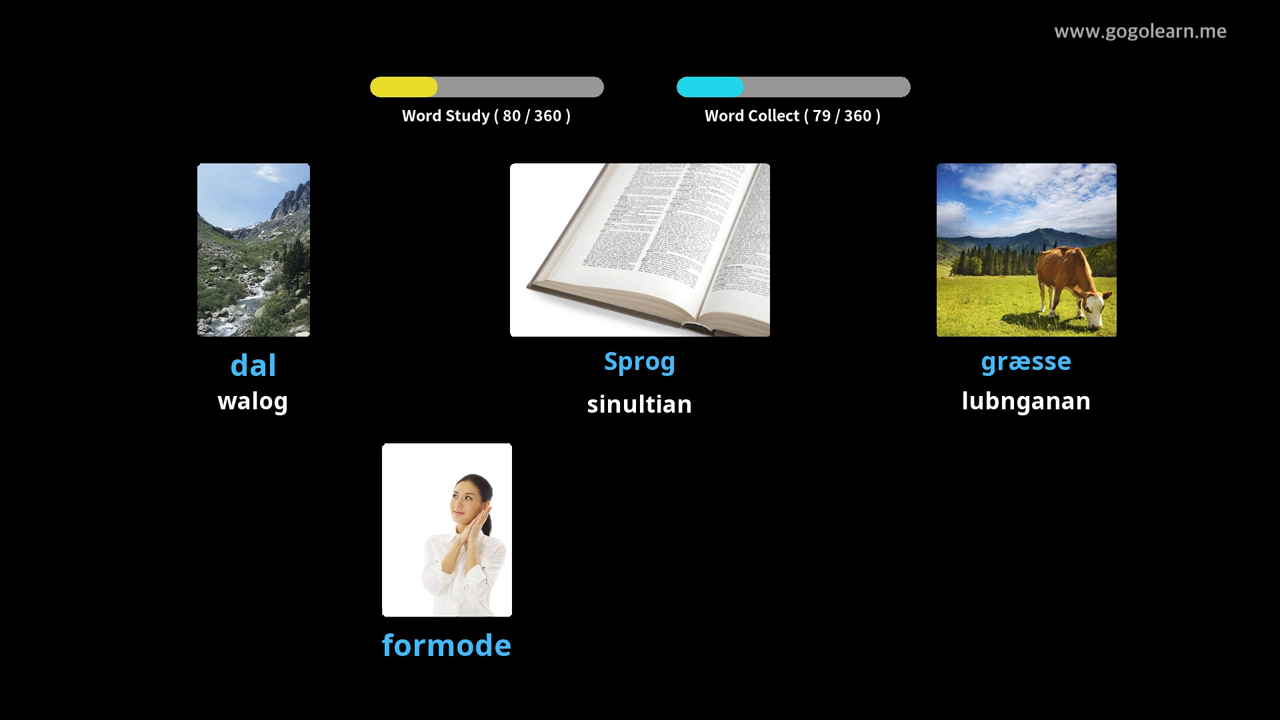 www.gogolearn.me
Word Study ( 80 / 360 )
Word Collect ( 79 / 360 )
dal
walog
Sprog
sinultian
græsse
lubnganan
formode